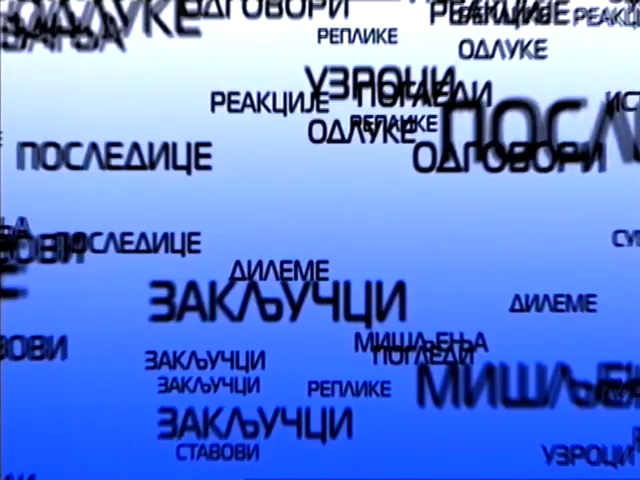 ОДЛУКЕ
ОДГОВОРИ
РЕАКЦИЈЕ
РЕПЛИКЕ
ОДЛУКЕ
УЗРОЦИ
ПОГЛЕДИ
РЕАКЦИЈЕ
РЕПЛИКЕ
ОДЛУКЕ
ОДГОВОРИ
ПОСЛЕДИЦЕ
ПОСЛЕДИЦЕ
ДИЛЕМЕ
ЗАКЉУЧЦИ
ДИЛЕМЕ
МИШЉЕЊА
ПОГЛЕДИ
ЗАКЉУЧЦИ
ЗАКЉУЧЦИ
РЕПЛИКЕ
ЗАКЉУЧЦИ
СТАВОВИ
УЗРОЦИ